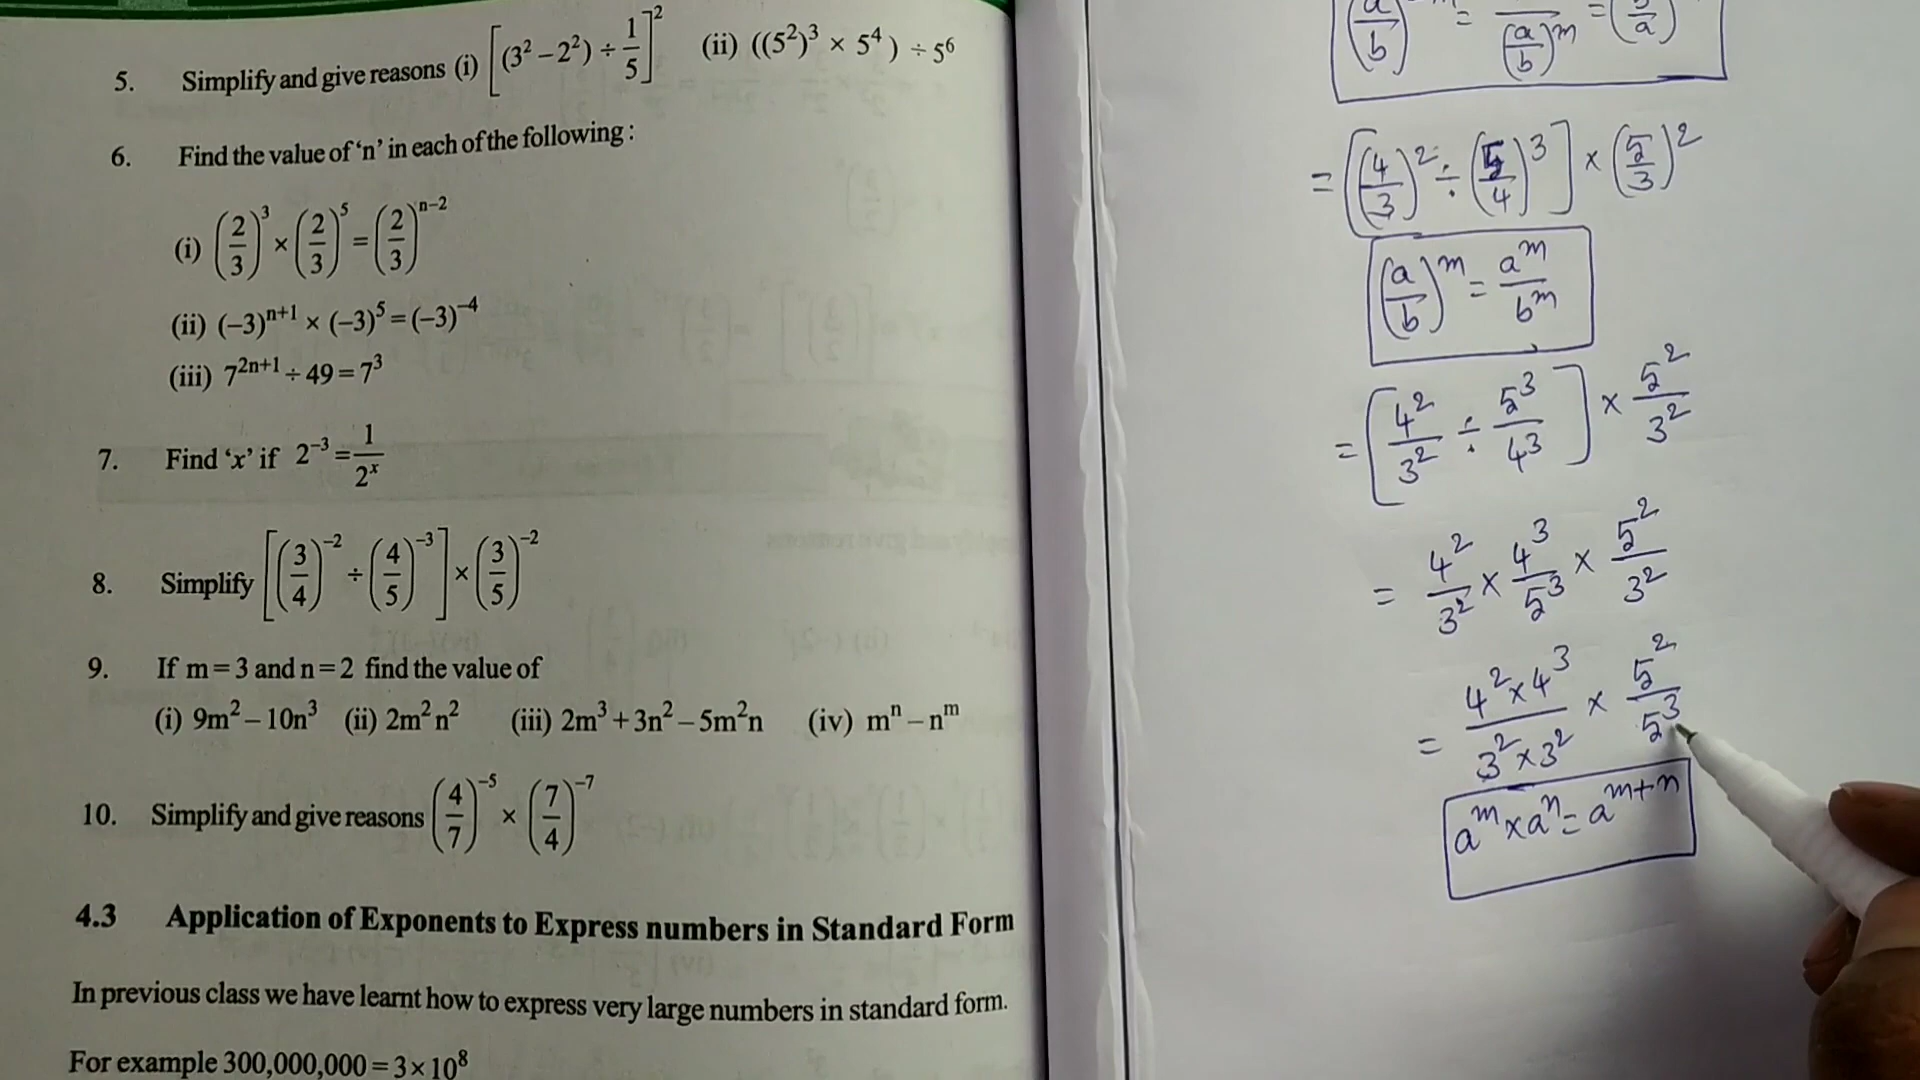 5. Simplify and give reasons (i) [(3² – 2²) ÷ 1/5]² (ii) ((5²)³ × 5⁴) ÷ 5⁶
6. Find the value of ‘n’ in each of the following :
(i) (2/3)³ × (2/3)⁵ = (2/3)ⁿ⁻²
(ii) (–3)ⁿ⁺¹ × (–3)⁵ = (–3)⁻⁴
(iii) 7²ⁿ⁺¹ ÷ 49 = 7³
7. Find ‘x’ if 2⁻³ = 1/2ˣ
8. Simplify [(3/4)⁻² ÷ (4/5)⁻³] × (3/5)⁻²
9. If m = 3 and n = 2 find the value of
(i) 9m² – 10n³ (ii) 2m² n² (iii) 2m³ + 3n² – 5m²n (iv) mⁿ – nᵐ
10. Simplify and give reasons (4/7)⁻⁵ × (7/4)⁻⁷
4.3 Application of Exponents to Express numbers in Standard Form
In previous class we have learnt how to express very large numbers in standard form.
For example 300,000,000 = 3 × 10⁸
= [(4/3)² ÷ (5/4)³] × (5/3)²
(a/b)ᵐ = aᵐ/bᵐ
= [4²/3² ÷ 5³/4³] × 5²/3²
= 4²/3² × 4³/5³ × 5²/3²
= 4² × 4³/3² × 3² × 5²/5³
aᵐ × aⁿ = aᵐ⁺ⁿ